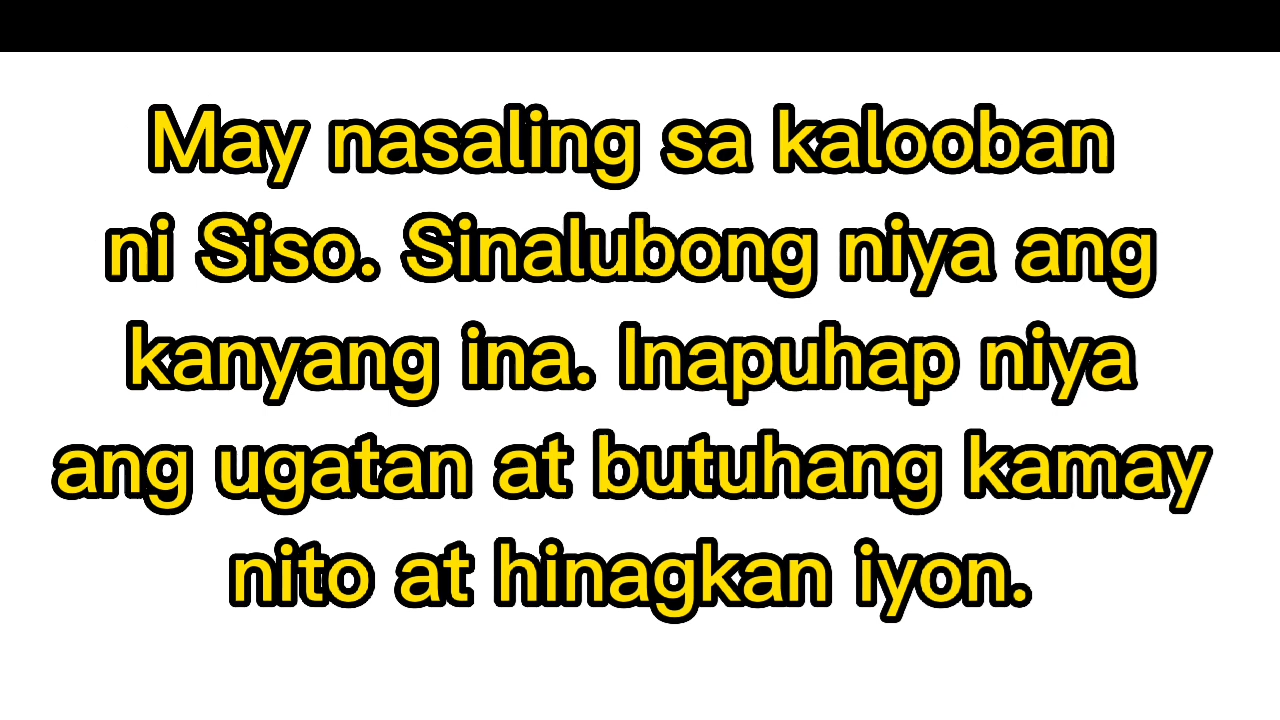 May nasaling sa kalooban
ni Siso. Sinalubong niya ang
kanyang ina. Inapuhap niya
ang ugatan at butuhang kamay
nito at hinagkan iyon.